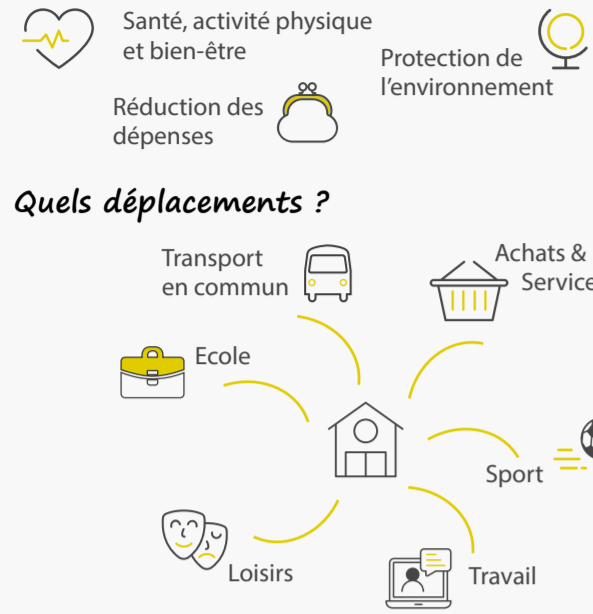 Santé, activité physique
et bien-être
Protection de
l'environnement
Réduction des
dépenses
Quels déplacements ?
Transport
en commun
Achats &
Service
Ecole
Sport
Loisirs
Travail